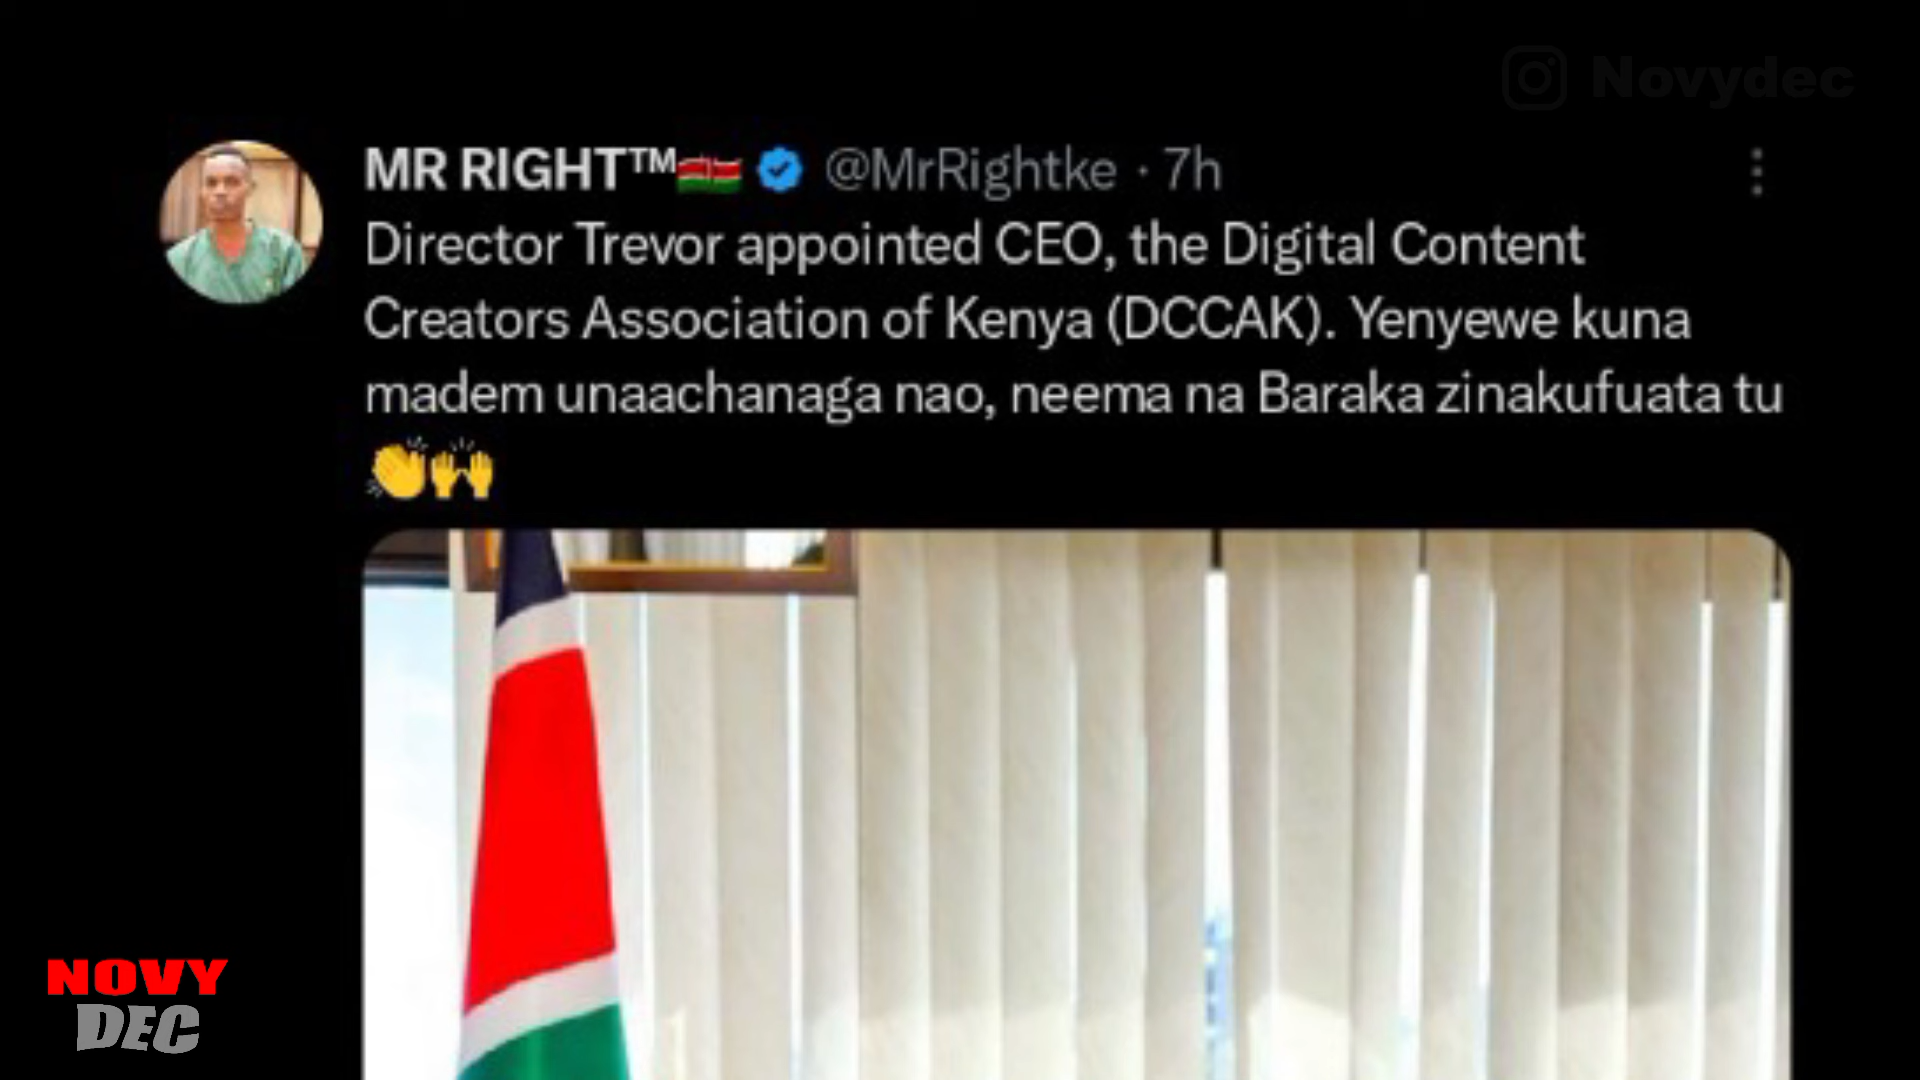 Novydec
MR RIGHT™🇰🇪 @MrRightke · 7h
Director Trevor appointed CEO, the Digital Content
Creators Association of Kenya (DCCAK). Yenyewe kuna
madem unaachanaga nao, neema na Baraka zinakufuata tu
👏🙌
NOVY
DEC